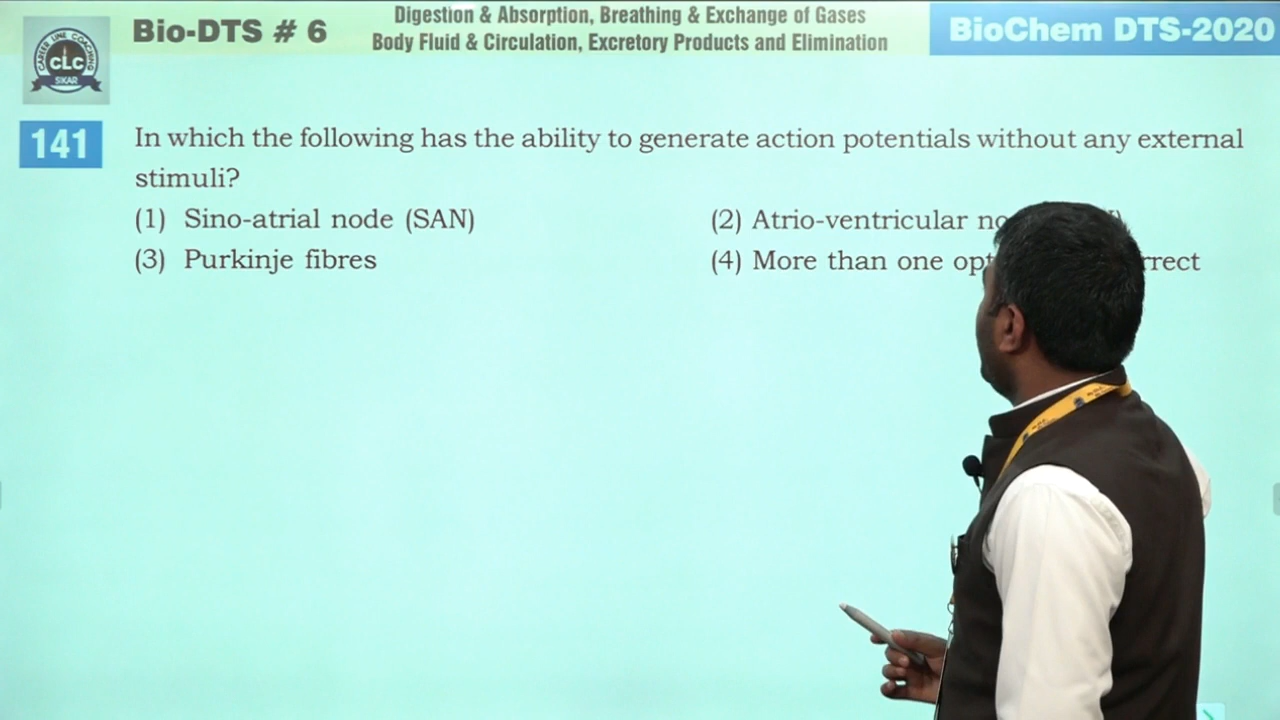 Bio-DTS # 6
Digestion & Absorption, Breathing & Exchange of Gases
Body Fluid & Circulation, Excretory Products and Elimination
BioChem DTS-2020
CLC
SIKAR
141
In which the following has the ability to generate action potentials without any external
stimuli?
(1) Sino-atrial node (SAN)
(2) Atrio-ventricular
(3) Purkinje fibres
(4) More than one